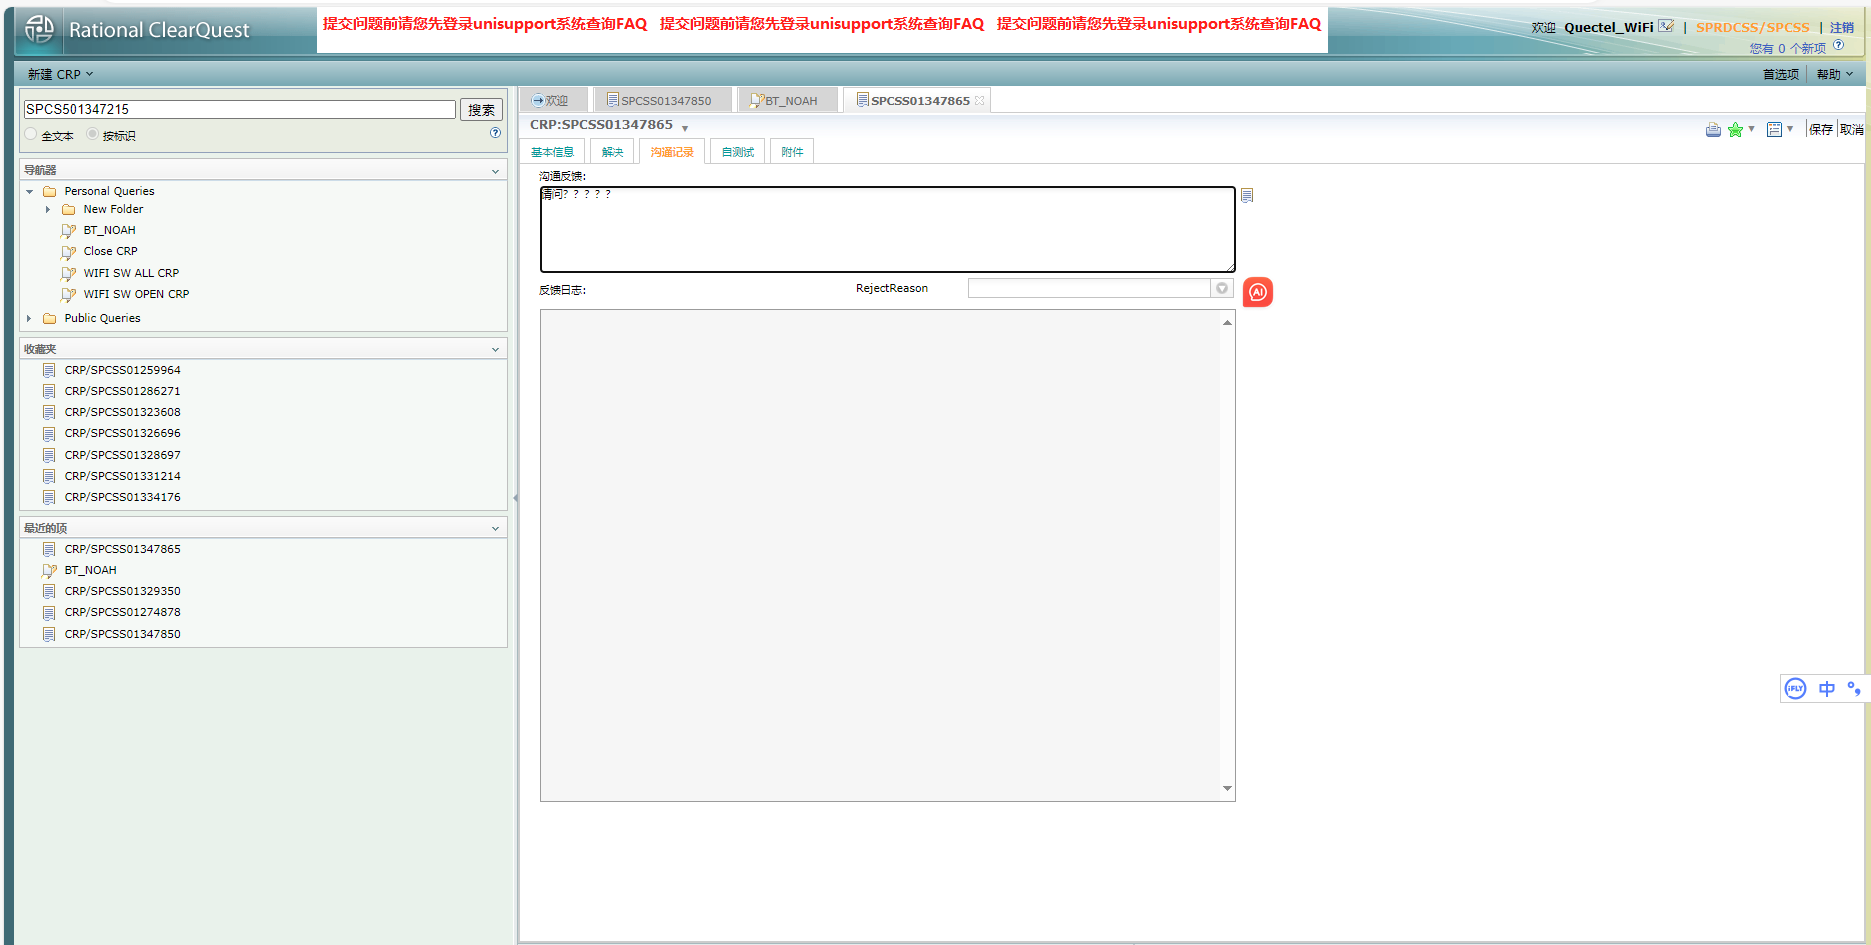 Rational ClearQuest
提交问题前请您先登录unisupport系统查询FAQ 提交问题前请您先登录unisupport系统查询FAQ 提交问题前请您先登录unisupport系统查询FAQ
欢迎 Quectel_WiFi | SPRDCSS/SPCSS | 注销
您有 0 个新项
新建 CRP
首选项 帮助
SPCS501347215 搜索
全文本 按标识
导航器
Personal Queries
New Folder
BT_NOAH
Close CRP
WIFI SW ALL CRP
WIFI SW OPEN CRP
Public Queries
收藏夹
CRP/SPCSS01259964
CRP/SPCSS01286271
CRP/SPCSS01323608
CRP/SPCSS01326696
CRP/SPCSS01328697
CRP/SPCSS01331214
CRP/SPCSS01334176
最近的项
CRP/SPCSS01347865
BT_NOAH
CRP/SPCSS01329350
CRP/SPCSS01274878
CRP/SPCSS01347850
欢迎 SPCSS01347850 BT_NOAH SPCSS01347865
CRP:SPCSS01347865
保存 取消
基本信息 解决 沟通记录 自测试 附件
沟通反馈:
请问? ? ? ? ?
反馈日志: RejectReason
AI
iFLY 中 °,